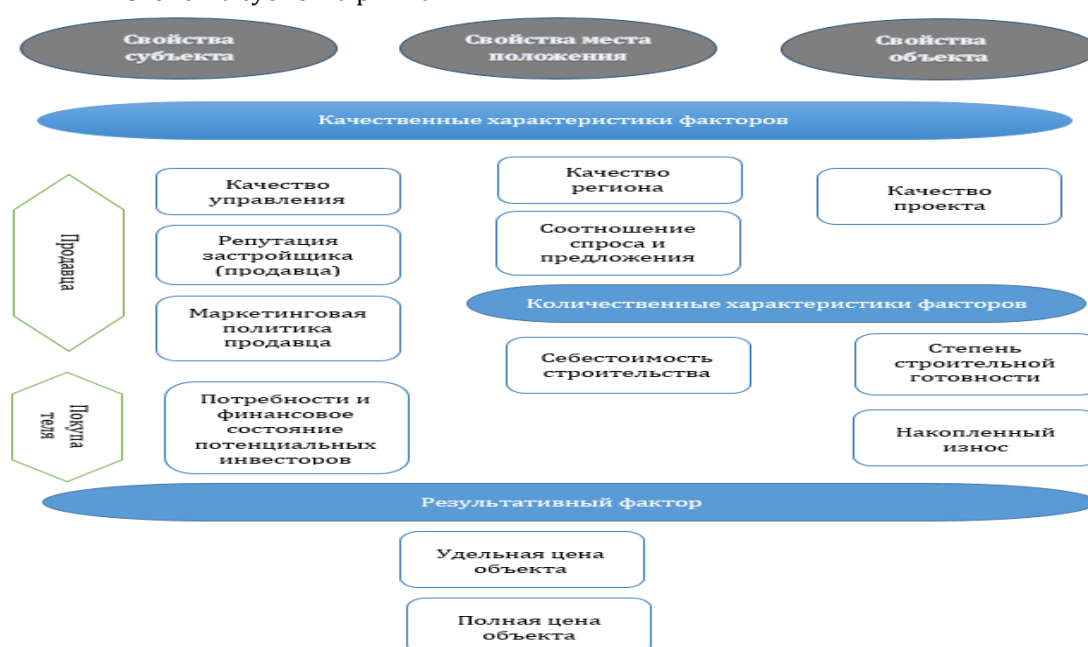 Свойства
субъекта
Свойства места
положения
Свойства
объекта
Качественные характеристики факторов
Продавца
Качество
управления
Репутация
застройщика
(продавца)
Маркетинговая
политика
продавца
Качество
региона
Соотношение
спроса и
предложения
Качество
проекта
Количественные характеристики факторов
Себестоимость
строительства
Степень
строительной
готовности
Накопленный
износ
Покупа
теля
Потребности и
финансовое
состояние
потенциальных
инвесторов
Результативный фактор
Удельная цена
объекта
Полная цена
объекта